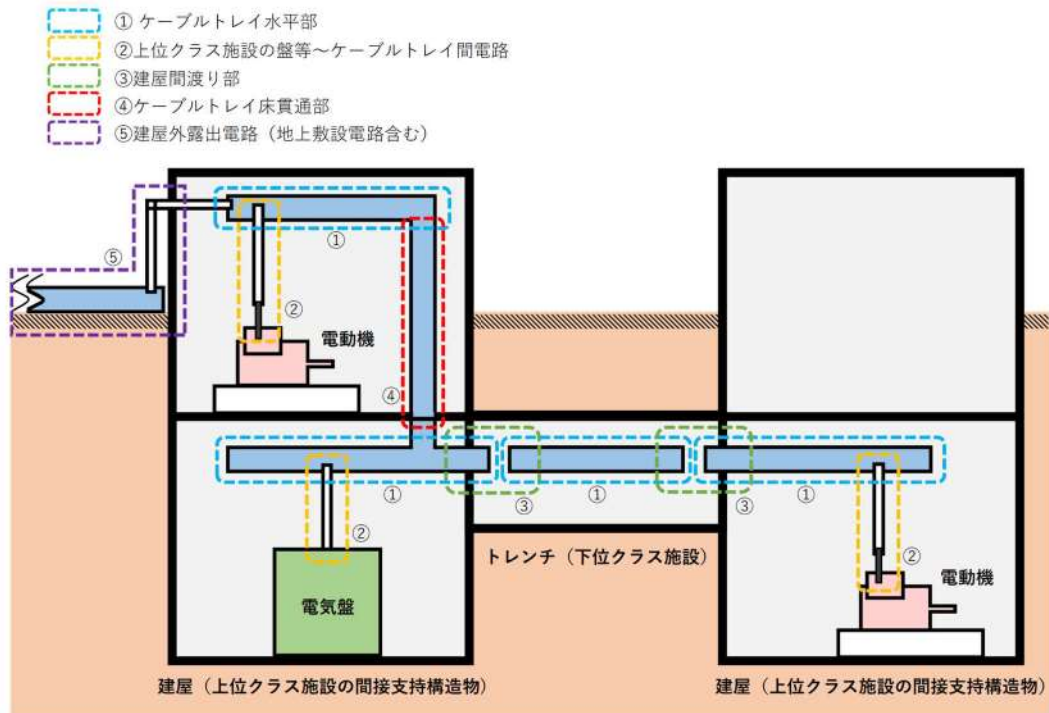 ① ケーブルトレイ水平部
②上位クラス施設の盤等～ケーブルトレイ間電路
③建屋間渡り部
④ケーブルトレイ床貫通部
⑤建屋外露出電路（地上敷設電路含む）
①
⑤
②
電動機
④
①
③
①
③
①
②
②
トレンチ（下位クラス施設）
電動機
電気盤
建屋（上位クラス施設の間接支持構造物）
建屋（上位クラス施設の間接支持構造物）